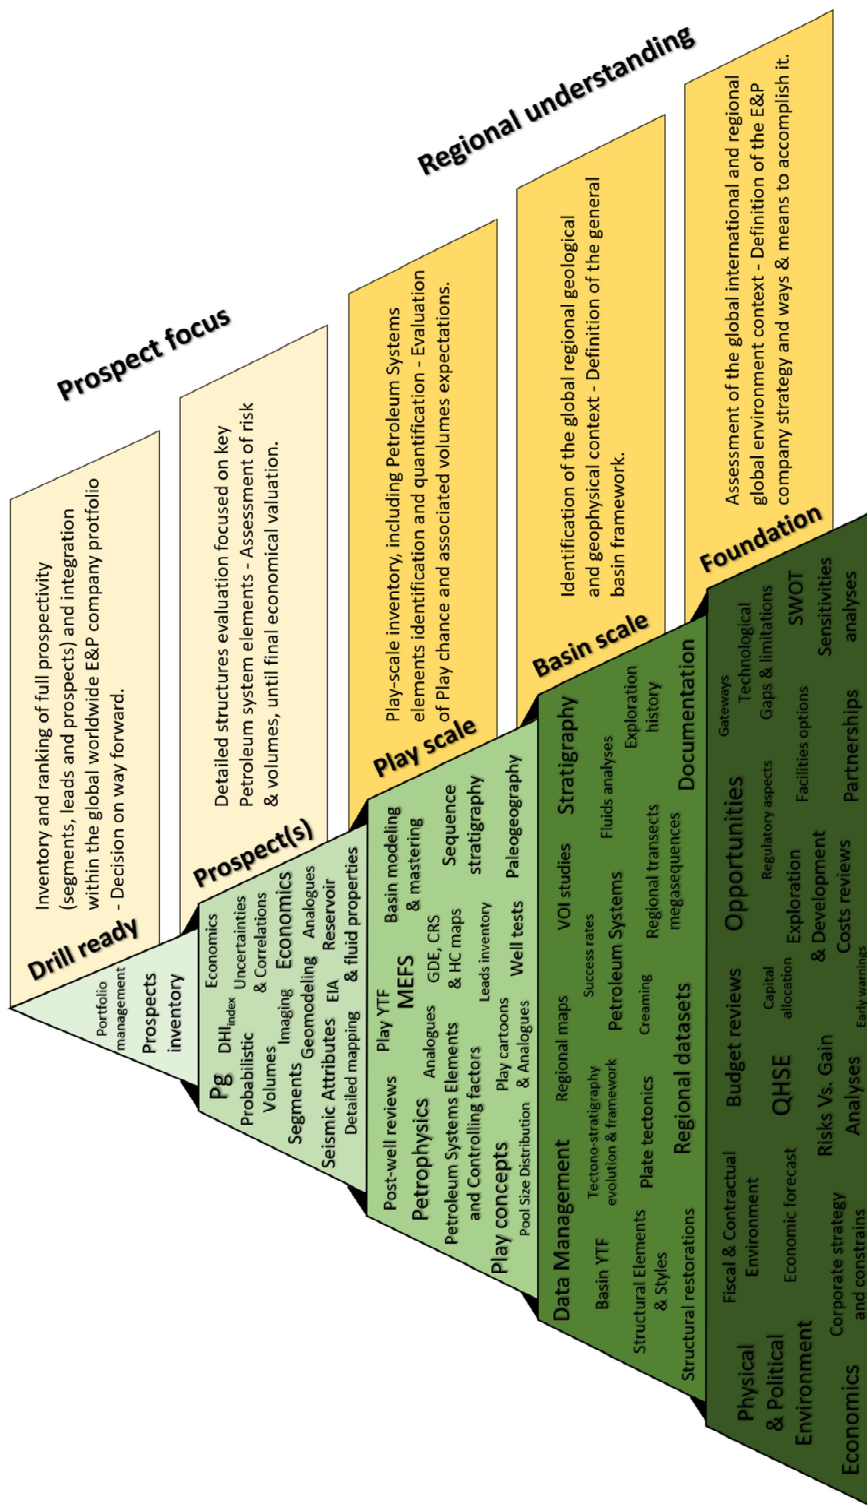 Prospect focus
Regional understanding
Drill ready
Portfolio
management
Prospects
inventory
Inventory and ranking of full prospectivity
(segments, leads and prospects) and integration
within the global worldwide E&P company protfolio
- Decision on way forward.
Prospect(s)
Pg
DHIindex
Economics
Probabilistic
Volumes
Uncertainties
& Correlations
Imaging
Segments
Economics
Geomodeling
Analogues
Seismic Attributes
EIA
Reservoir
& fluid properties
Detailed mapping
Detailed structures evaluation focused on key
Petroleum system elements - Assessment of risk
& volumes, until final economical valuation.
Play scale
Post-well reviews
Play YTF
Basin modeling
& mastering
MEFS
Petrophysics
Analogues
GDE, CRS
& HC maps
Sequence
stratigraphy
Petroleum Systems Elements
and Controlling factors
Leads inventory
Play concepts
Play cartoons
& Analogues
Well tests
Paleogeography
Pool Size Distribution
Play-scale inventory, including Petroleum Systems
elements identification and quantification - Evaluation
of Play chance and associated volumes expectations.
Basin scale
Data Management
Regional maps
VOI studies
Stratigraphy
Basin YTF
Tectono-stratigraphy
evolution & framework
Success rates
Petroleum Systems
Fluids analyses
Structural Elements
& Styles
Plate tectonics
Creaming
Regional transects
megasequences
Exploration
history
Structural restorations
Regional datasets
Documentation
Identification of the global regional geological
and geophysical context - Definition of the general
basin framework.
Foundation
Physical
& Political
Environment
Fiscal & Contractual
Environment
Budget reviews
Opportunities
Gateways
Technological
Gaps & limitations
Economic forecast
QHSE
Capital
allocation
Regulatory aspects
Exploration
& Development
Facilities options
SWOT
Sensitivities
analyses
Economics
Corporate strategy
and constrains
Risks Vs. Gain
Analyses
Early warnings
Costs reviews
Partnerships
Assessment of the global international and regional
global environment context - Definition of the E&P
company strategy and ways & means to accomplish it.